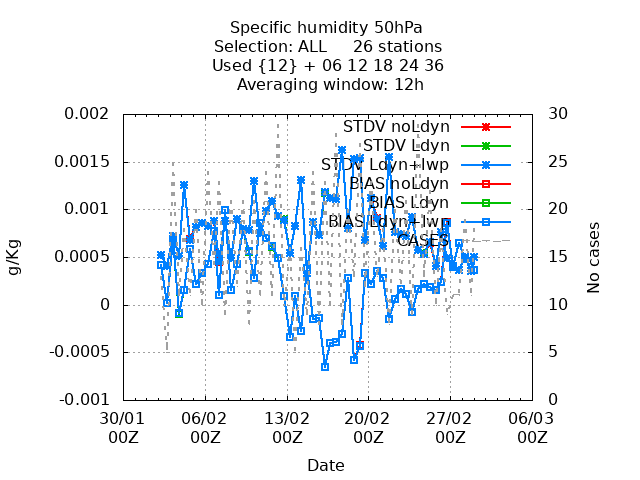 Specific humidity 50hPa
Selection: ALL 26 stations
Used {12} + 06 12 18 24 36
Averaging window: 12h
0.002
0.0015
0.001
0.0005
0
-0.0005
-0.001
g/Kg
30
25
20
15
10
5
0
No cases
STDV noLdyn
STDV Ldyn
STDV Ldyn+lwp
BIAS noLdyn
BIAS Ldyn
BIAS Ldyn+lwp
CASES
30/01 06/02 13/02 20/02 27/02 06/03
00Z 00Z 00Z 00Z 00Z 00Z
Date